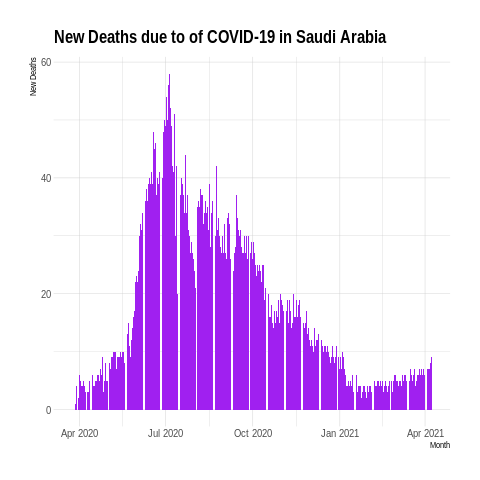 New Deaths due to of COVID-19 in Saudi Arabia
New Deaths
60
40
20
0
Apr 2020
Jul 2020
Oct 2020
Jan 2021
Apr 2021
Month